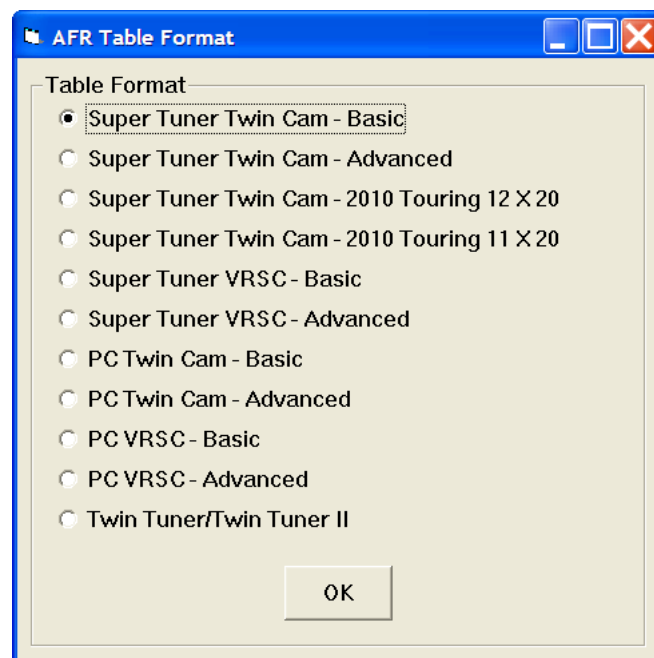 AFR Table Format
Table Format
Super Tuner Twin Cam - Basic
Super Tuner Twin Cam - Advanced
Super Tuner Twin Cam - 2010 Touring 12 X 20
Super Tuner Twin Cam - 2010 Touring 11 X 20
Super Tuner VRSC - Basic
Super Tuner VRSC - Advanced
PC Twin Cam - Basic
PC Twin Cam - Advanced
PC VRSC - Basic
PC VRSC - Advanced
Twin Tuner/Twin Tuner II
OK